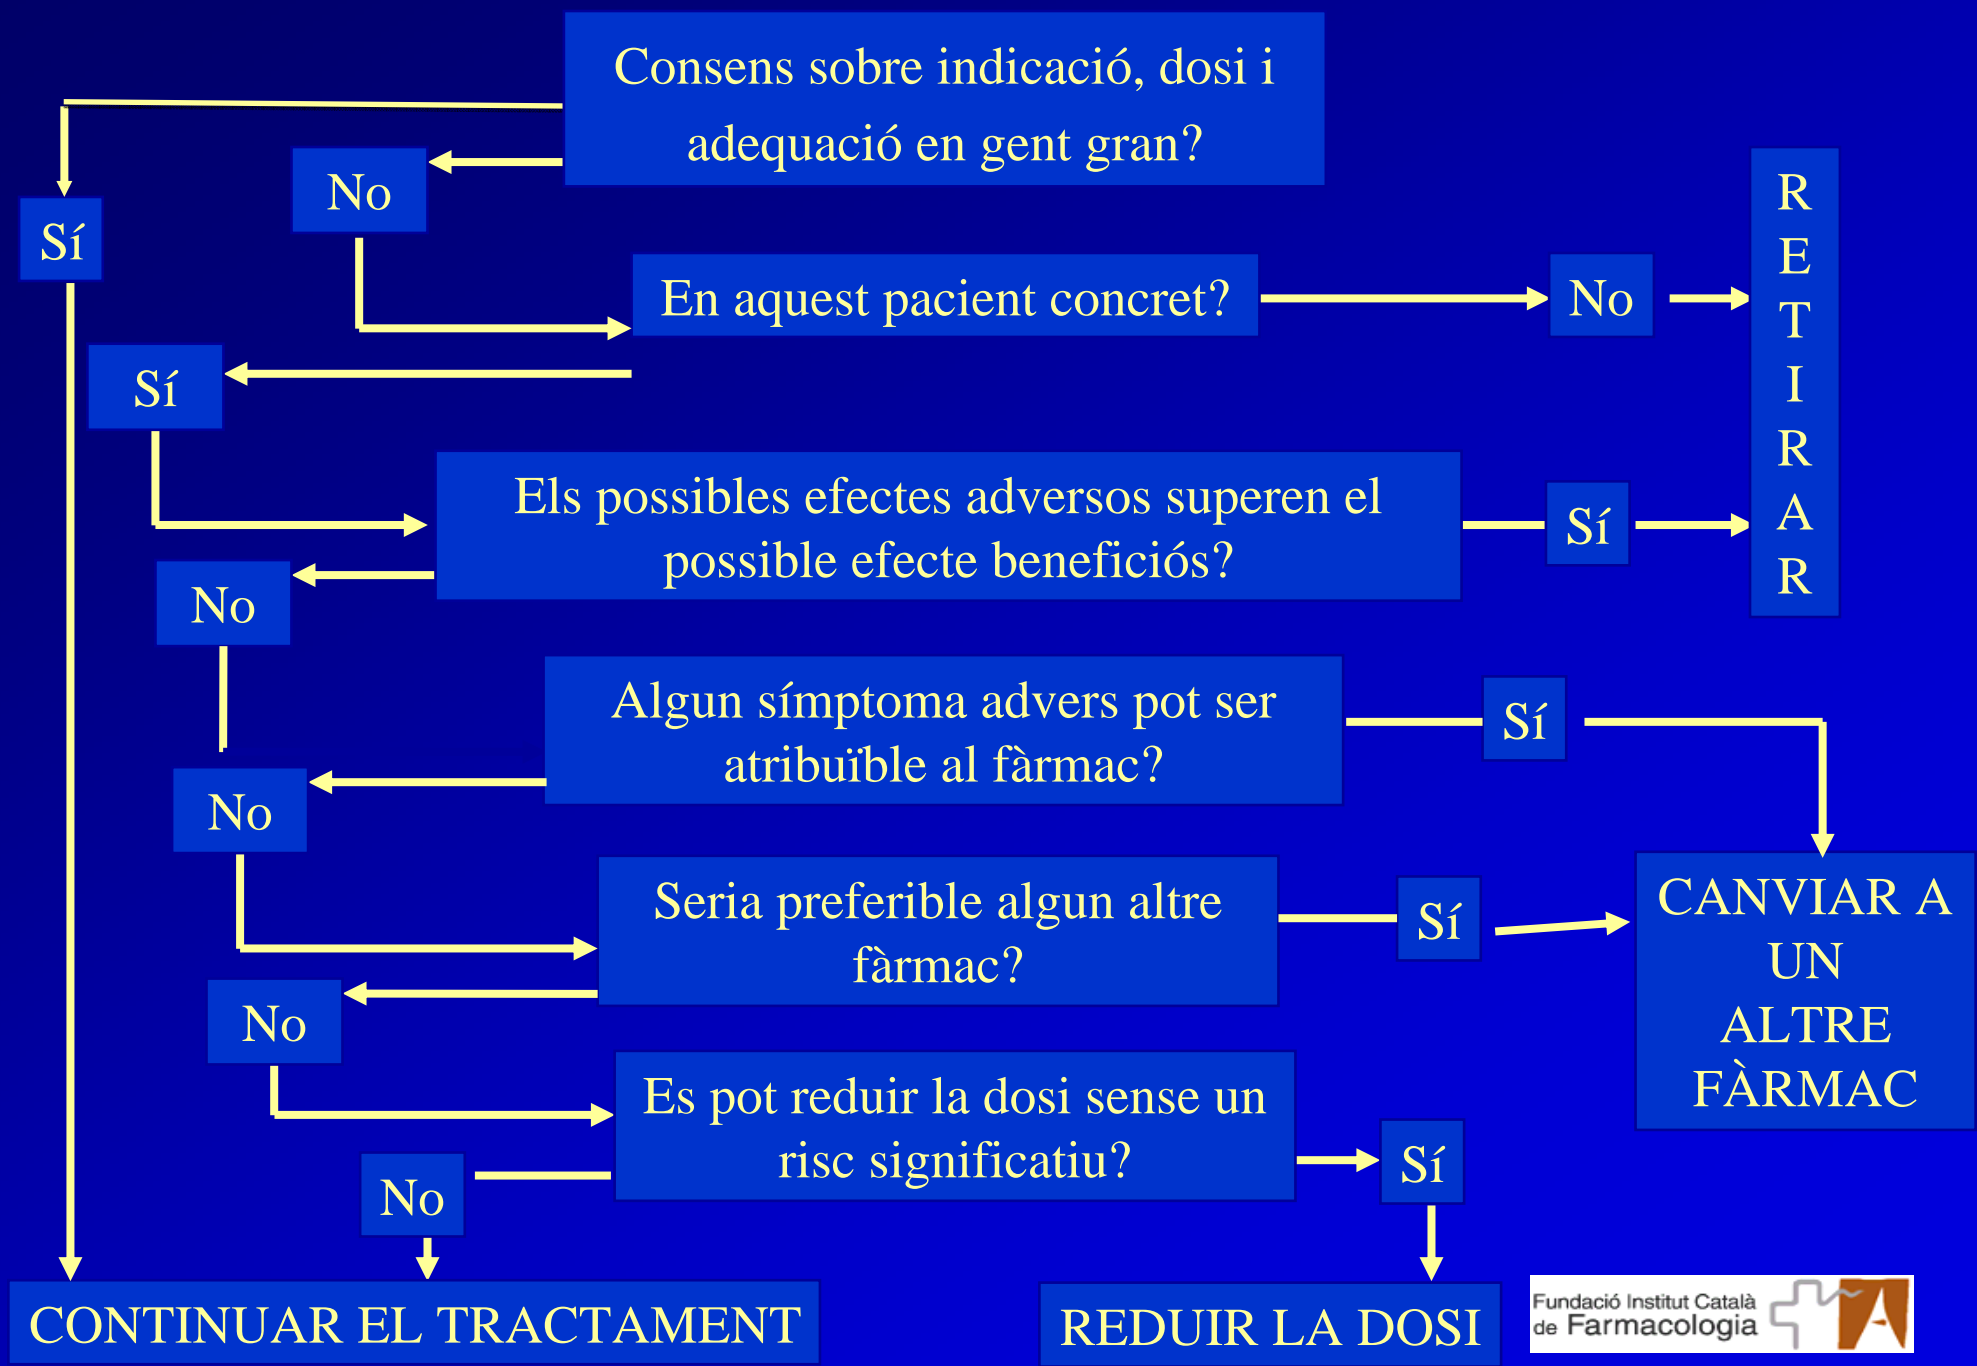 Consens sobre indicació, dosi i
adequació en gent gran?
No
Sí
En aquest pacient concret?
No
R
E
T
I
R
A
R
Sí
Els possibles efectes adversos superen el
possible efecte beneficiós?
Sí
No
Algun símptoma advers pot ser
atribuïble al fàrmac?
Sí
No
Seria preferible algun altre
fàrmac?
Sí
CANVIAR A
UN
ALTRE
FÀRMAC
No
Es pot reduir la dosi sense un
risc significatiu?
Sí
No
CONTINUAR EL TRACTAMENT
REDUIR LA DOSI
Fundació Institut Català
de Farmacologia